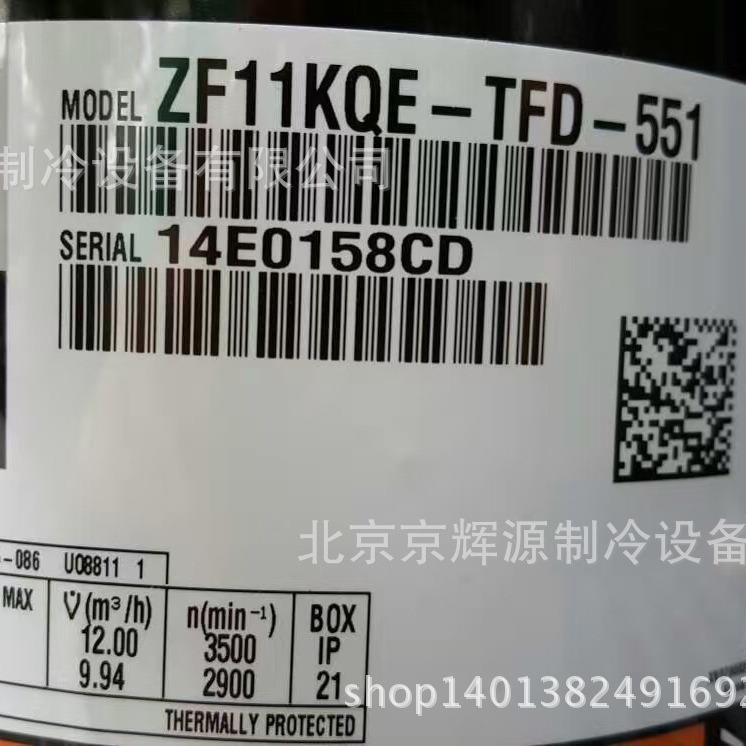 MODEL ZF11KQE-TFD-551
制冷设备有限公司
SERIAL 14E0158CD
北京京辉源制冷设备
-086 U08811 1
MAX V̇(m³/h) n(min⁻¹) BOX
12.00 3500 IP
9.94 2900 21
shop1401382491692
THERMALLY PROTECTED